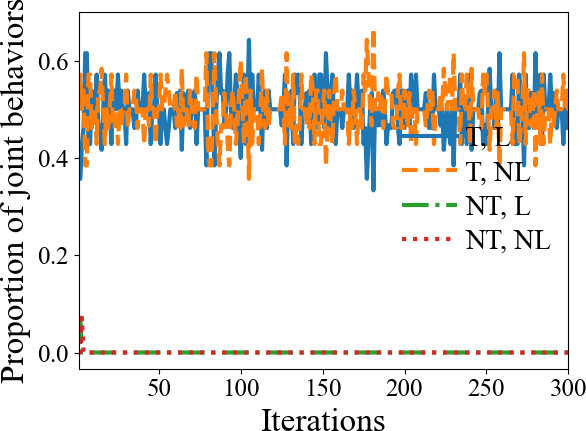 Proportion of joint behaviors
0.6
0.4
0.2
0.0
T, L
T, NL
NT, L
NT, NL
50
100
150
200
250
300
Iterations